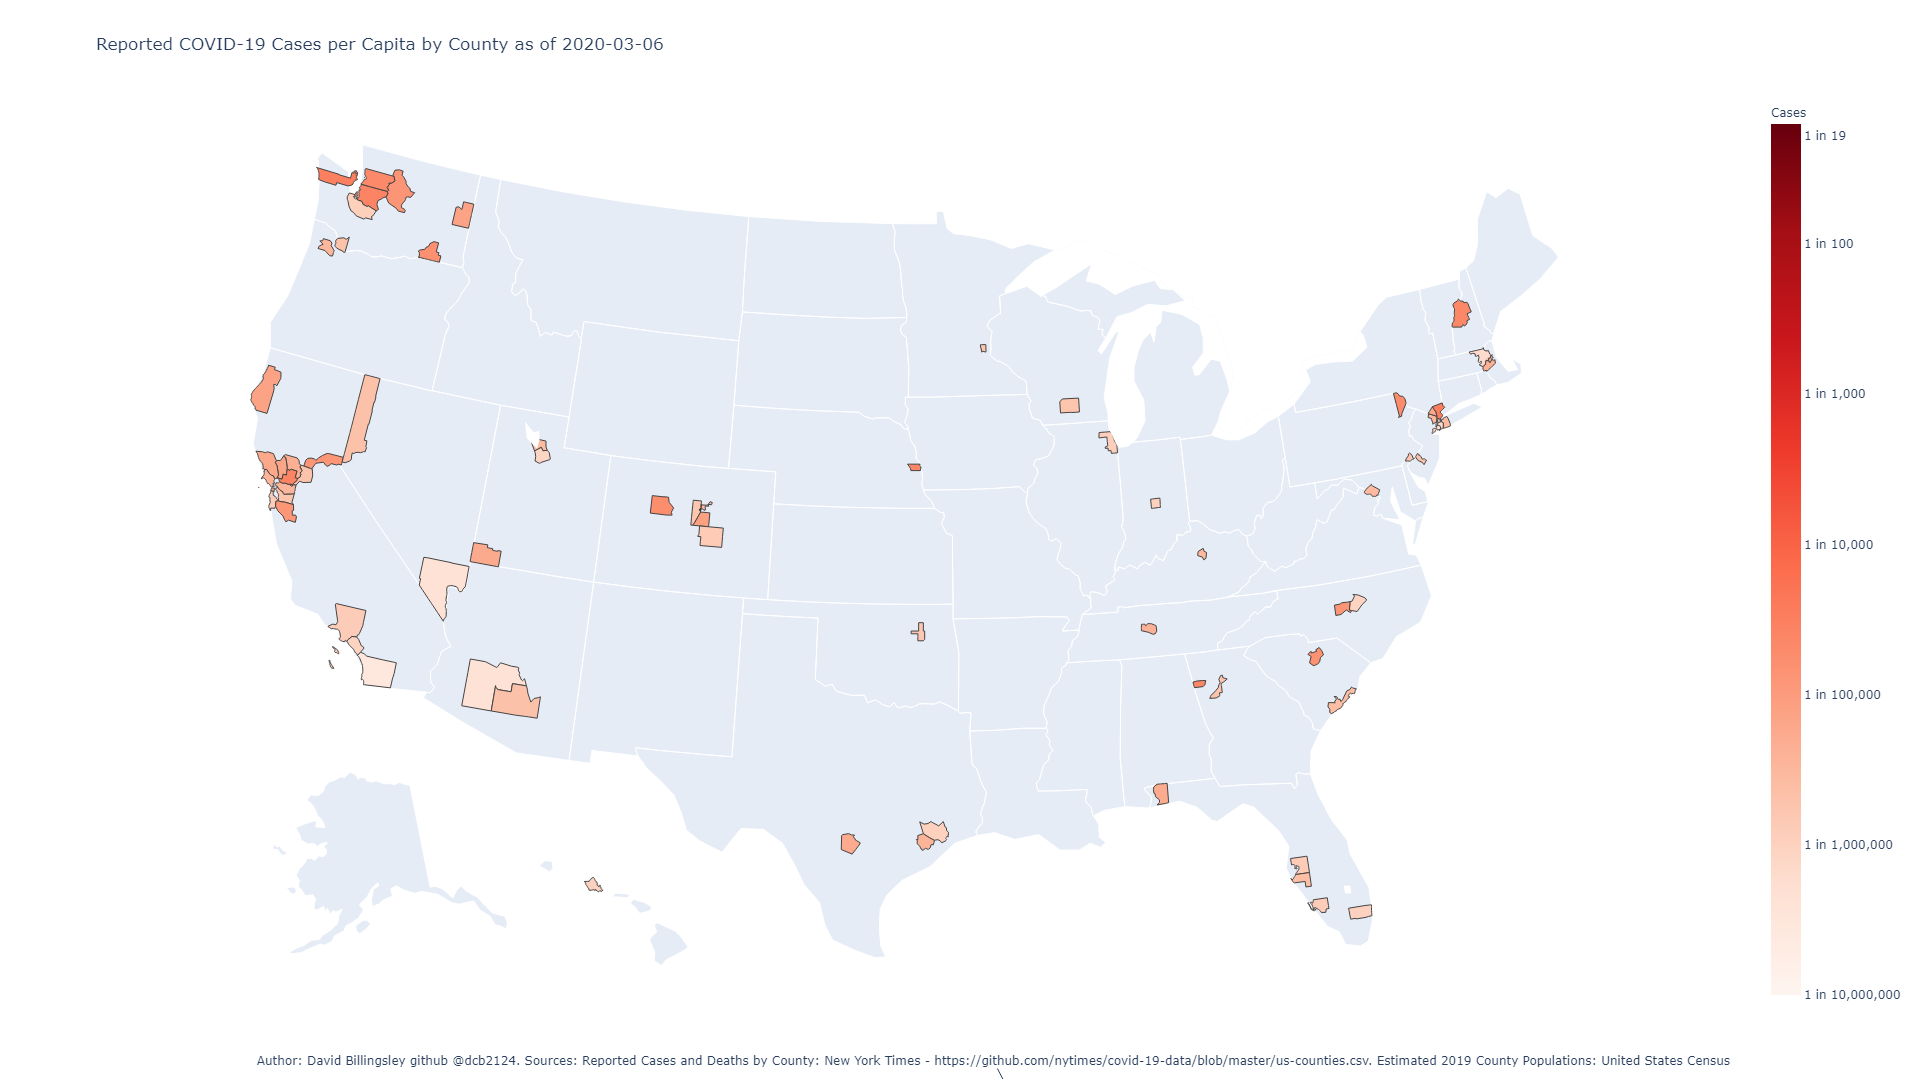 Reported COVID-19 Cases per Capita by County as of 2020-03-06
Cases
1 in 19
1 in 100
1 in 1,000
1 in 10,000
1 in 100,000
1 in 1,000,000
1 in 10,000,000
Author: David Billingsley github @dcb2124. Sources: Reported Cases and Deaths by County: New York Times - https://github.com/nytimes/covid-19-data/blob/master/us-counties.csv. Estimated 2019 County Populations: United States Census